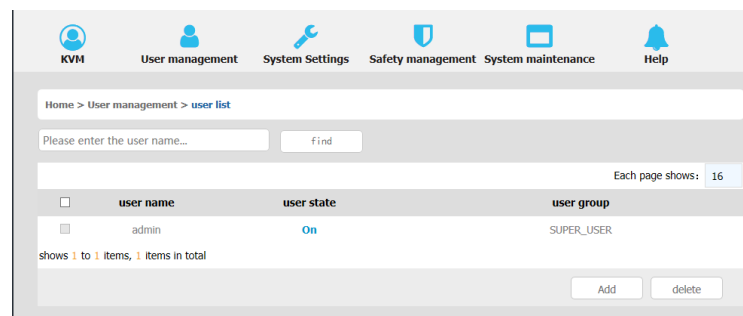 KVM User management System Settings Safety management System maintenance Help
Home > User management > user list
Please enter the user name... find
Each page shows: 16
user name user state user group
admin On SUPER_USER
shows 1 to 1 items, 1 items in total
Add delete